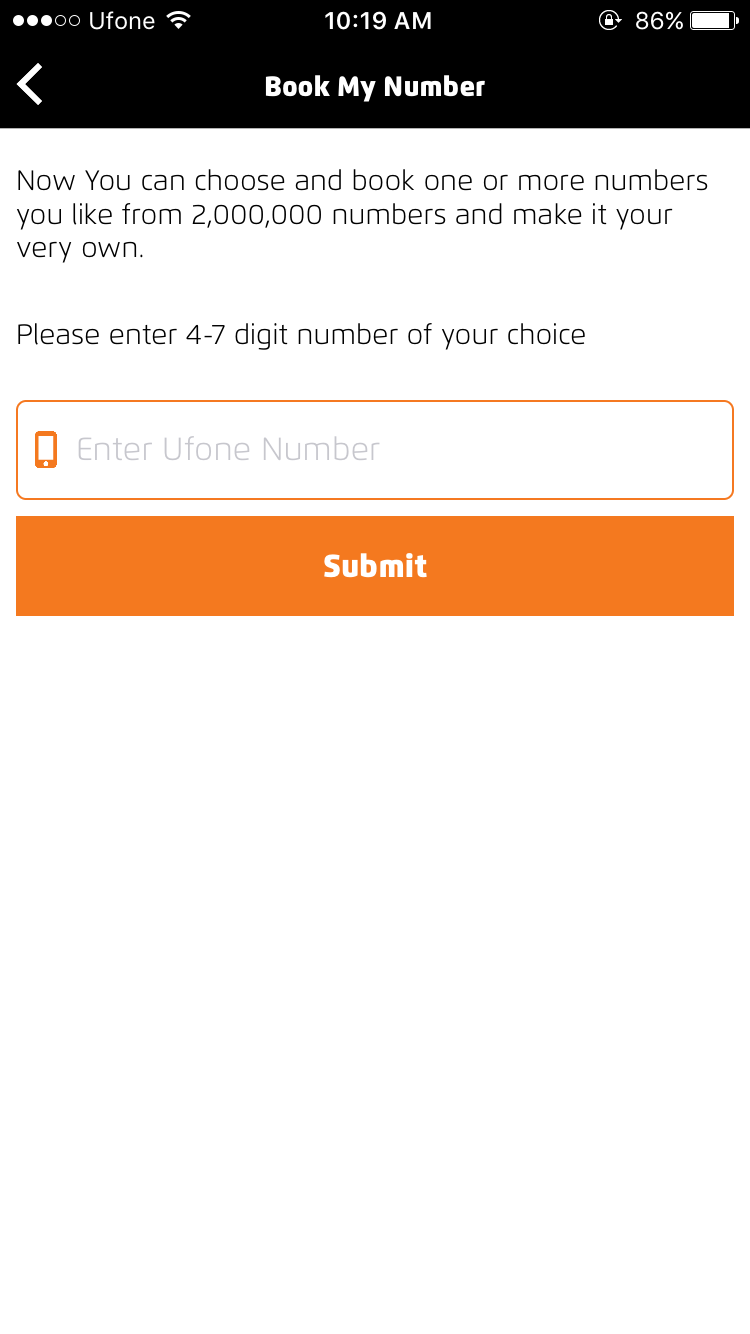 Ufone 10:19 AM 86%
Book My Number
Now You can choose and book one or more numbers
you like from 2,000,000 numbers and make it your
very own.
Please enter 4-7 digit number of your choice
Enter Ufone Number
Submit